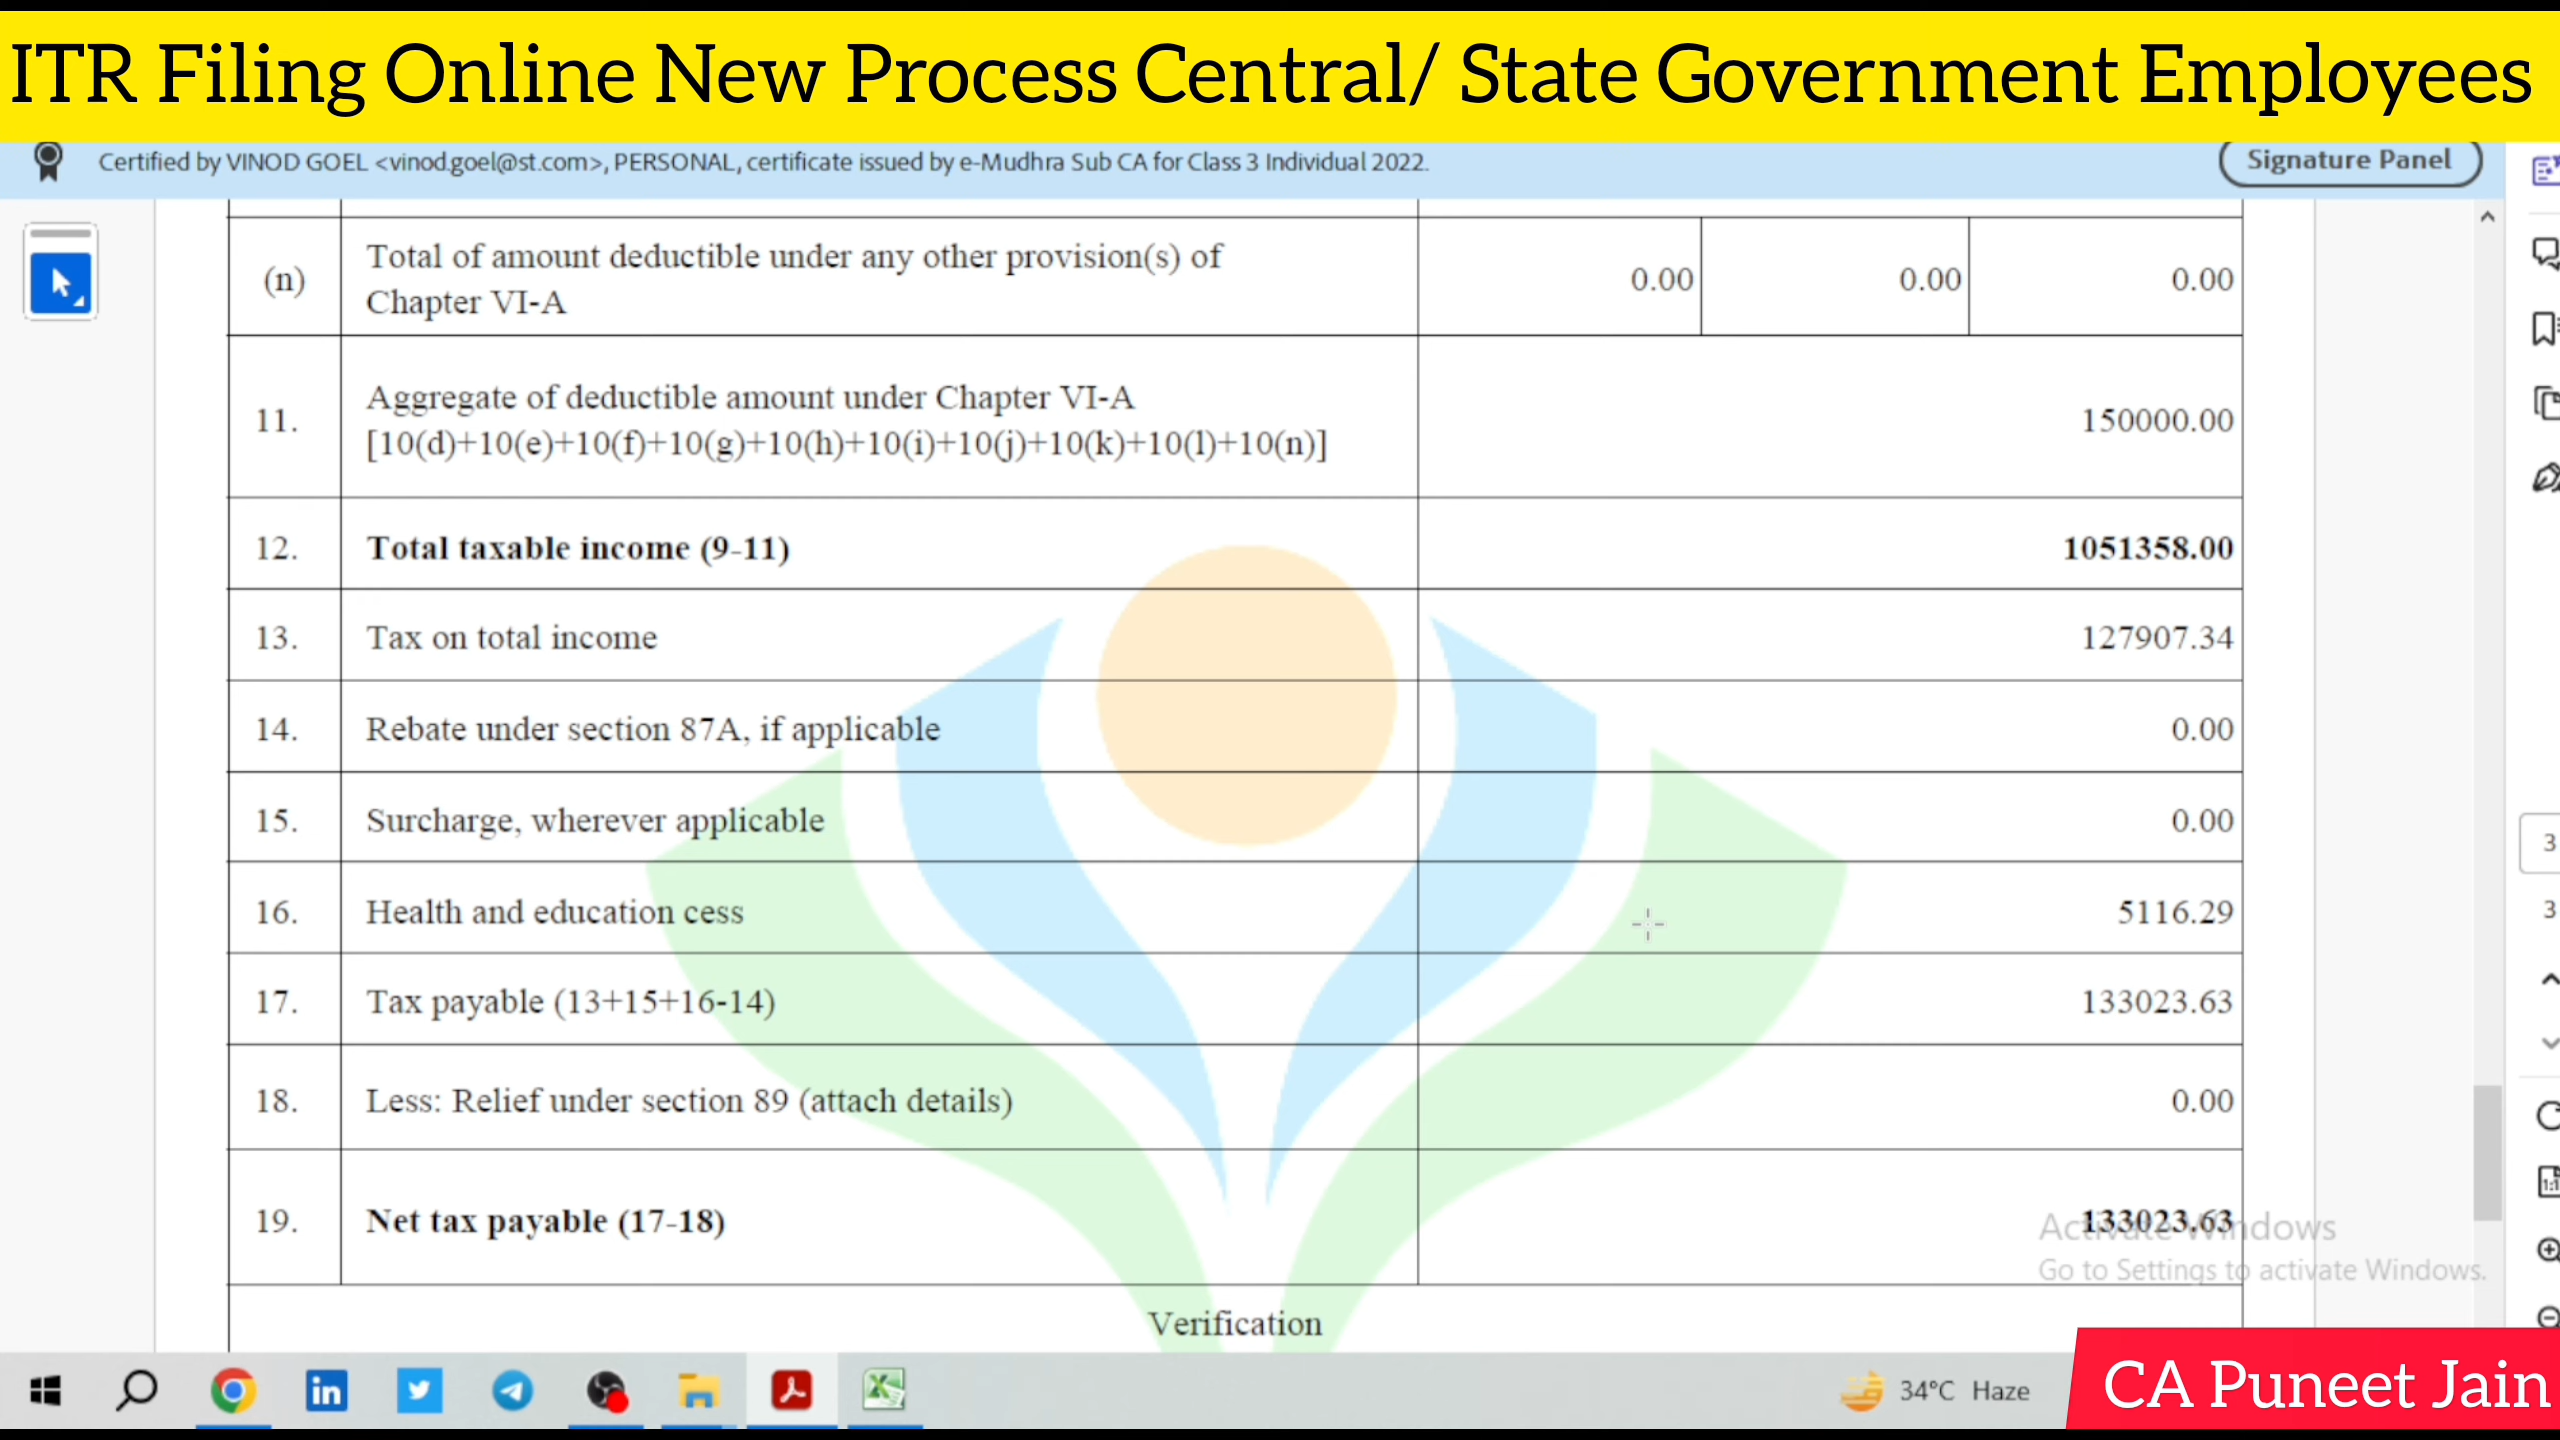 ITR Filing Online New Process Central/ State Government Employees
Certified by VINOD GOEL <vinod.goel@st.com>, PERSONAL, certificate issued by e-Mudhra Sub CA for Class 3 Individual 2022.
Signature Panel
(n) Total of amount deductible under any other provision(s) of
Chapter VI-A 0.00 0.00 0.00
11. Aggregate of deductible amount under Chapter VI-A
[10(d)+10(e)+10(f)+10(g)+10(h)+10(i)+10(j)+10(k)+10(l)+10(n)] 150000.00
12. Total taxable income (9-11) 1051358.00
13. Tax on total income 127907.34
14. Rebate under section 87A, if applicable 0.00
15. Surcharge, wherever applicable 0.00
16. Health and education cess 5116.29
17. Tax payable (13+15+16-14) 133023.63
18. Less: Relief under section 89 (attach details) 0.00
19. Net tax payable (17-18) 133023.63
Activate Windows
Go to Settings to activate Windows.
Verification
3
3
1:1
in
34°C Haze
CA Puneet Jain